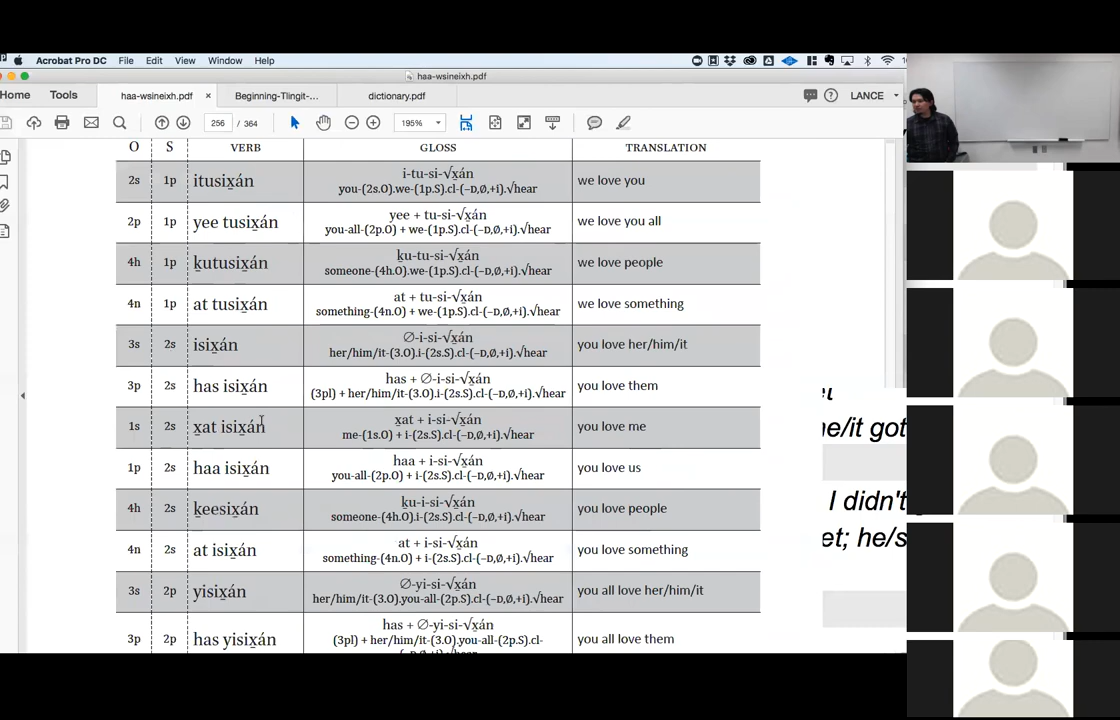 Acrobat Pro DC File Edit View Window Help
haa-wsineixh.pdf
Home Tools haa-wsineixh.pdf × Beginning-Tlingit-... dictionary.pdf LANCE
256 / 364 195%
O S VERB GLOSS TRANSLATION
2s 1p itusix̱án i-tu-si-√x̱án we love you
you-(2s.O).we-(1p.S).cl-(–D,∅,+i).√hear
2p 1p yee tusix̱án yee + tu-si-√x̱án we love you all
you-all-(2p.O) + we-(1p.S).cl-(–D,∅,+i).√hear
4h 1p ḵutusix̱án ḵu-tu-si-√x̱án we love people
someone-(4h.O).we-(1p.S).cl-(–D,∅,+i).√hear
4n 1p at tusix̱án at + tu-si-√x̱án we love something
something-(4n.O) + we-(1p.S).cl-(–D,∅,+i).√hear
3s 2s isix̱án ∅-i-si-√x̱án you love her/him/it
her/him/it-(3.O).i-(2s.S).cl-(–D,∅,+i).√hear
3p 2s has isix̱án has + ∅-i-si-√x̱án you love them
(3pl) + her/him/it-(3.O).i-(2s.S).cl-(–D,∅,+i).√hear
1s 2s x̱at isix̱án x̱at + i-si-√x̱án you love me
me-(1s.O) + i-(2s.S).cl-(–D,∅,+i).√hear
1p 2s haa isix̱án haa + i-si-√x̱án you love us
you-all-(2p.O) + i-(2s.S).cl-(–D,∅,+i).√hear
4h 2s ḵeesix̱án ḵu-i-si-√x̱án you love people
someone-(4h.O).i-(2s.S).cl-(–D,∅,+i).√hear
4n 2s at isix̱án at + i-si-√x̱án you love something
something-(4n.O) + i-(2s.S).cl-(–D,∅,+i).√hear
3s 2p yisix̱án ∅-yi-si-√x̱án you all love her/him/it
her/him/it-(3.O).you-all-(2p.S).cl-(–D,∅,+i).√hear
3p 2p has yisix̱án has + ∅-yi-si-√x̱án you all love them
(3pl) + her/him/it-(3.O).you-all-(2p.S).cl-
he/it got
I didn't
et; he/s